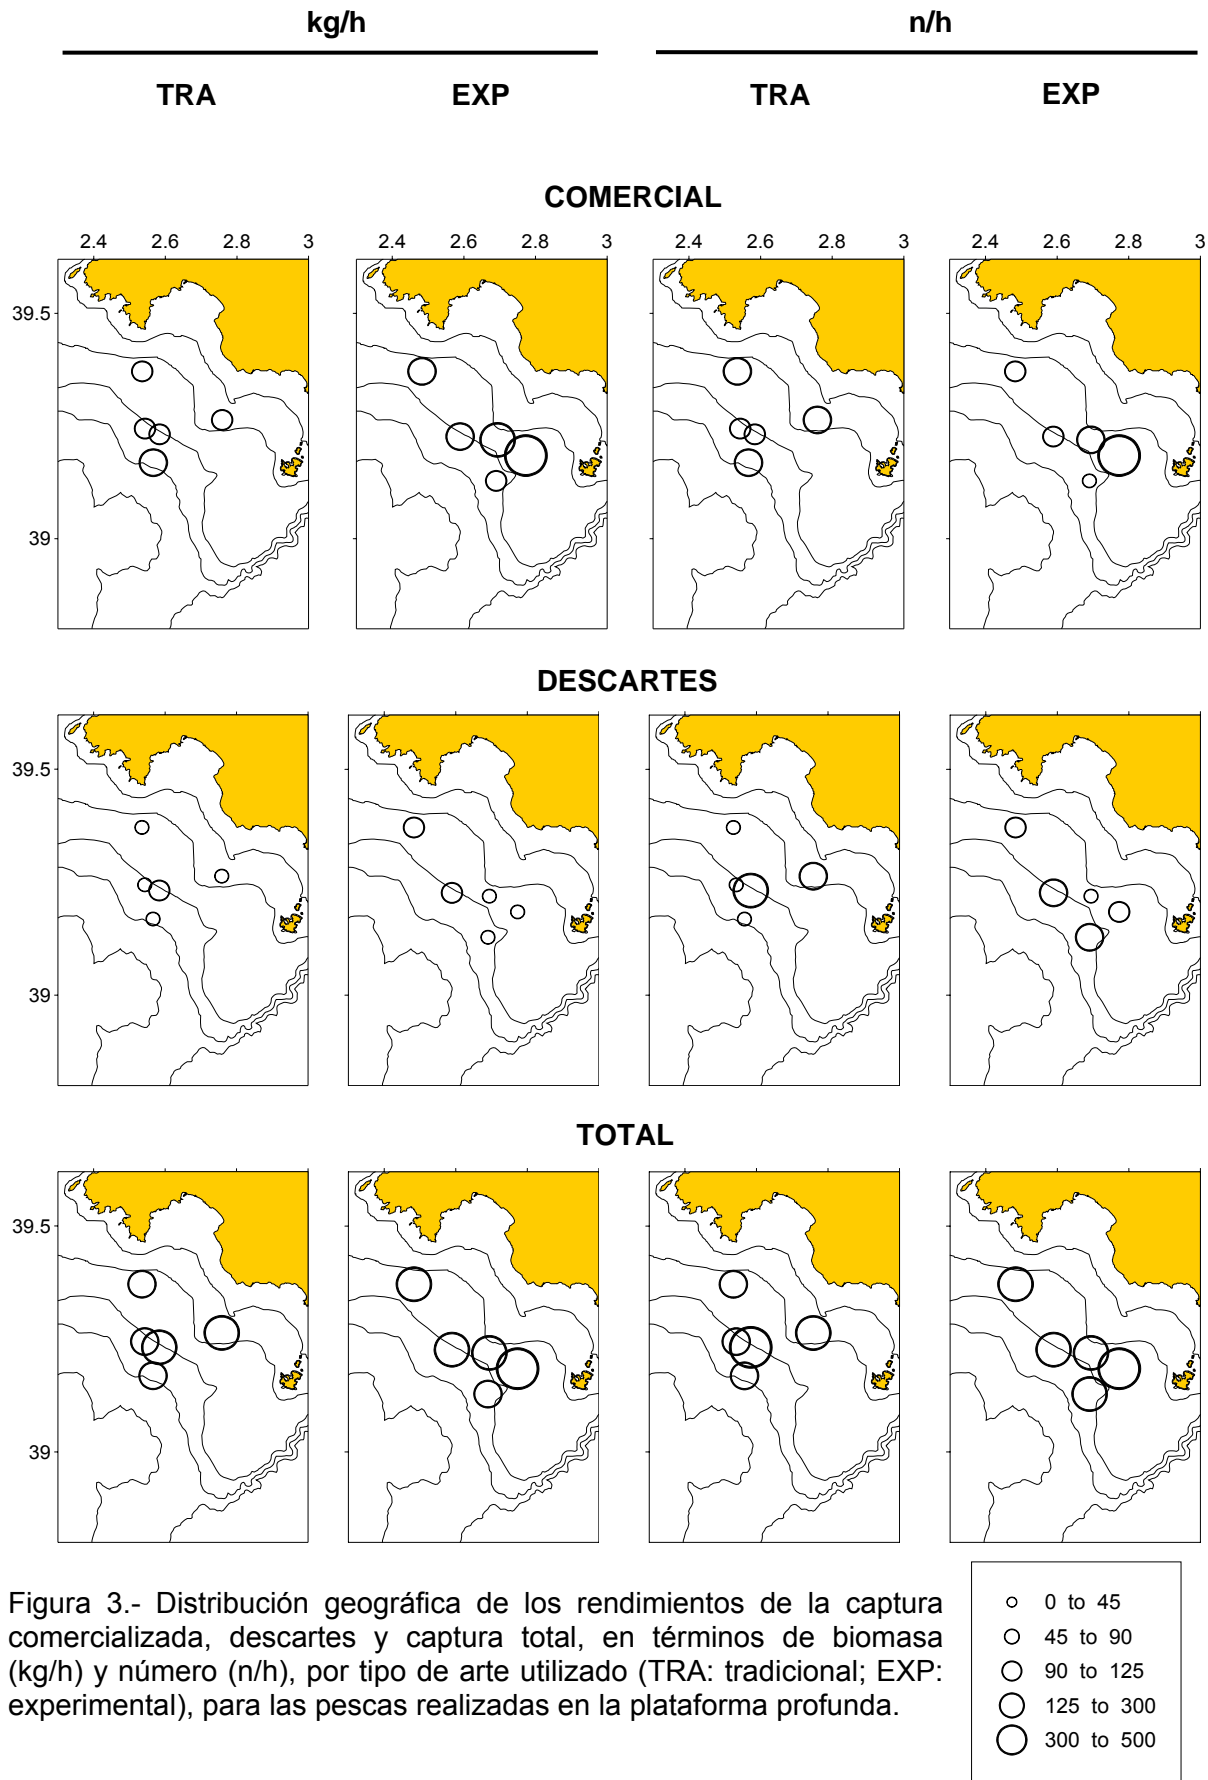 kg/h n/h
TRA EXP TRA EXP
COMERCIAL
2.4 2.6 2.8 3 2.4 2.6 2.8 3 2.4 2.6 2.8 3 2.4 2.6 2.8 3
39.5
39
DESCARTES
39.5
39
TOTAL
39.5
39
Figura 3.- Distribución geográfica de los rendimientos de la captura
comercializada, descartes y captura total, en términos de biomasa
(kg/h) y número (n/h), por tipo de arte utilizado (TRA: tradicional; EXP:
experimental), para las pescas realizadas en la plataforma profunda.
0 to 45
45 to 90
90 to 125
125 to 300
300 to 500